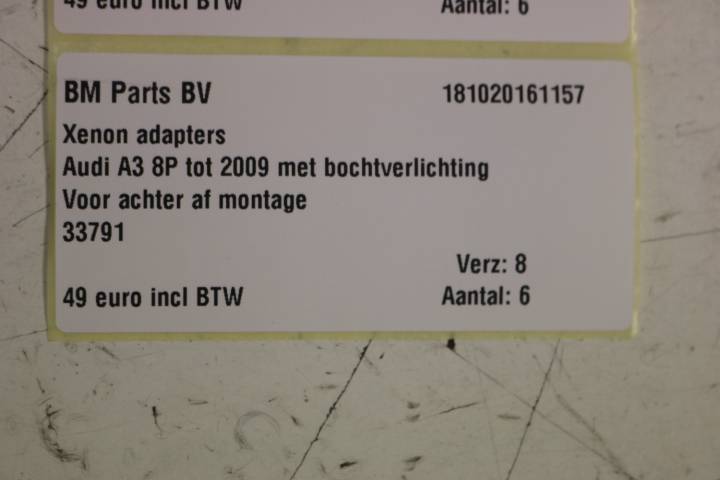 49 euro incl BTW Aantal: 6
BM Parts BV 181020161157
Xenon adapters
Audi A3 8P tot 2009 met bochtverlichting
Voor achter af montage
33791
Verz: 8
49 euro incl BTW Aantal: 6